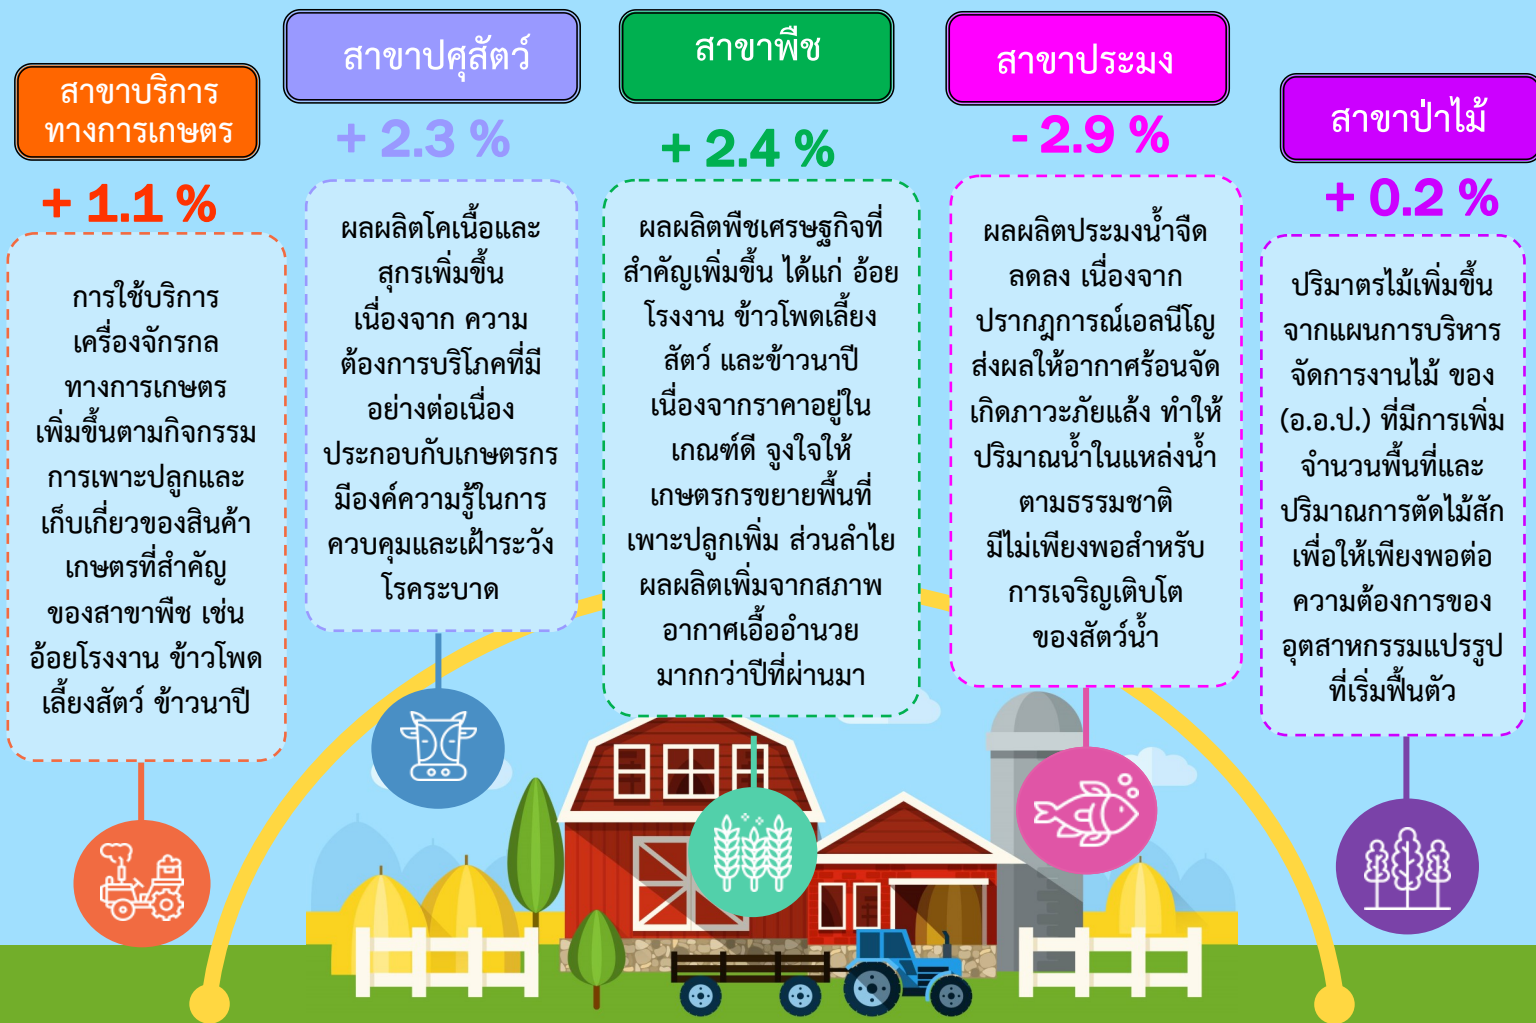 สาขาบริการ
ทางการเกษตร
+ 1.1 %
การใช้บริการ
เครื่องจักรกล
ทางการเกษตร
เพิ่มขึ้นตามกิจกรรม
การเพาะปลูกและ
เก็บเกี่ยวของสินค้า
เกษตรที่สำคัญ
ของสาขาพืช เช่น
อ้อยโรงงาน ข้าวโพด
เลี้ยงสัตว์ ข้าวนาปี
สาขาปศุสัตว์
+ 2.3 %
ผลผลิตโคเนื้อและ
สุกรเพิ่มขึ้น
เนื่องจาก ความ
ต้องการบริโภคที่มี
อย่างต่อเนื่อง
ประกอบกับเกษตรกร
มีองค์ความรู้ในการ
ควบคุมและเฝ้าระวัง
โรคระบาด
สาขาพืช
+ 2.4 %
ผลผลิตพืชเศรษฐกิจที่
สำคัญเพิ่มขึ้น ได้แก่ อ้อย
โรงงาน ข้าวโพดเลี้ยง
สัตว์ และข้าวนาปี
เนื่องจากราคาอยู่ใน
เกณฑ์ดี จูงใจให้
เกษตรกรขยายพื้นที่
เพาะปลูกเพิ่ม ส่วนลำไย
ผลผลิตเพิ่มจากสภาพ
อากาศเอื้ออำนวย
มากกว่าปีที่ผ่านมา
สาขาประมง
- 2.9 %
ผลผลิตประมงน้ำจืด
ลดลง เนื่องจาก
ปรากฎการณ์เอลนีโญ
ส่งผลให้อากาศร้อนจัด
เกิดภาวะภัยแล้ง ทำให้
ปริมาณน้ำในแหล่งน้ำ
ตามธรรมชาติ
มีไม่เพียงพอสำหรับ
การเจริญเติบโต
ของสัตว์น้ำ
สาขาป่าไม้
+ 0.2 %
ปริมาตรไม้เพิ่มขึ้น
จากแผนการบริหาร
จัดการงานไม้ ของ
(อ.อ.ป.) ที่มีการเพิ่ม
จำนวนพื้นที่และ
ปริมาณการตัดไม้สัก
เพื่อให้เพียงพอต่อ
ความต้องการของ
อุตสาหกรรมแปรรูป
ที่เริ่มฟื้นตัว